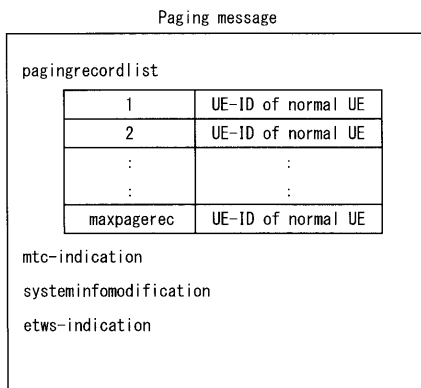 Paging message
pagingrecordlist
1 UE-ID of normal UE
2 UE-ID of normal UE
: :
: :
maxpagerec UE-ID of normal UE
mtc-indication
systeminfomodification
etws-indication